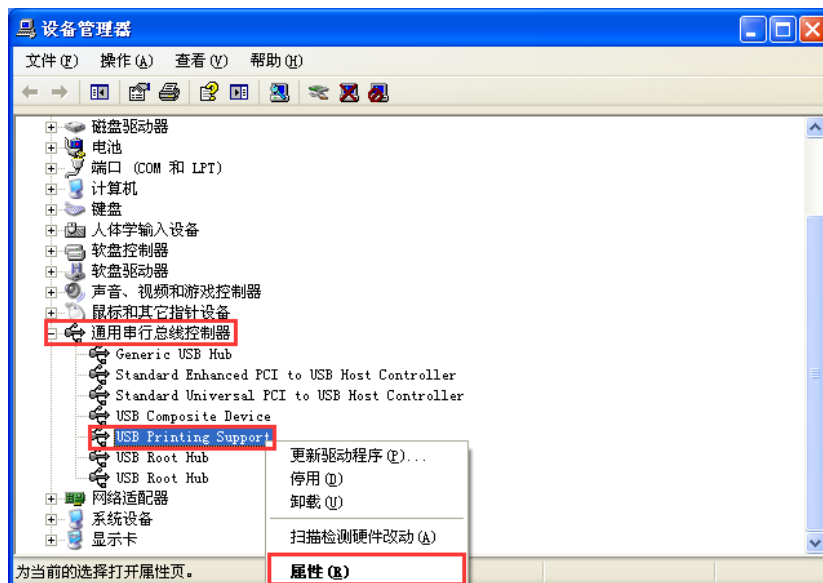 设备管理器
文件(F) 操作(A) 查看(V) 帮助(H)
磁盘驱动器
电池
端口 (COM 和 LPT)
计算机
键盘
人体学输入设备
软盘控制器
软盘驱动器
声音、视频和游戏控制器
鼠标和其它指针设备
通用串行总线控制器
Generic USB Hub
Standard Enhanced PCI to USB Host Controller
Standard Universal PCI to USB Host Controller
USB Composite Device
USB Printing Support
USB Root Hub
USB Root Hub
网络适配器
系统设备
显示卡
更新驱动程序(P)...
停用(D)
卸载(U)
扫描检测硬件改动(A)
属性(R)
为当前的选择打开属性页。